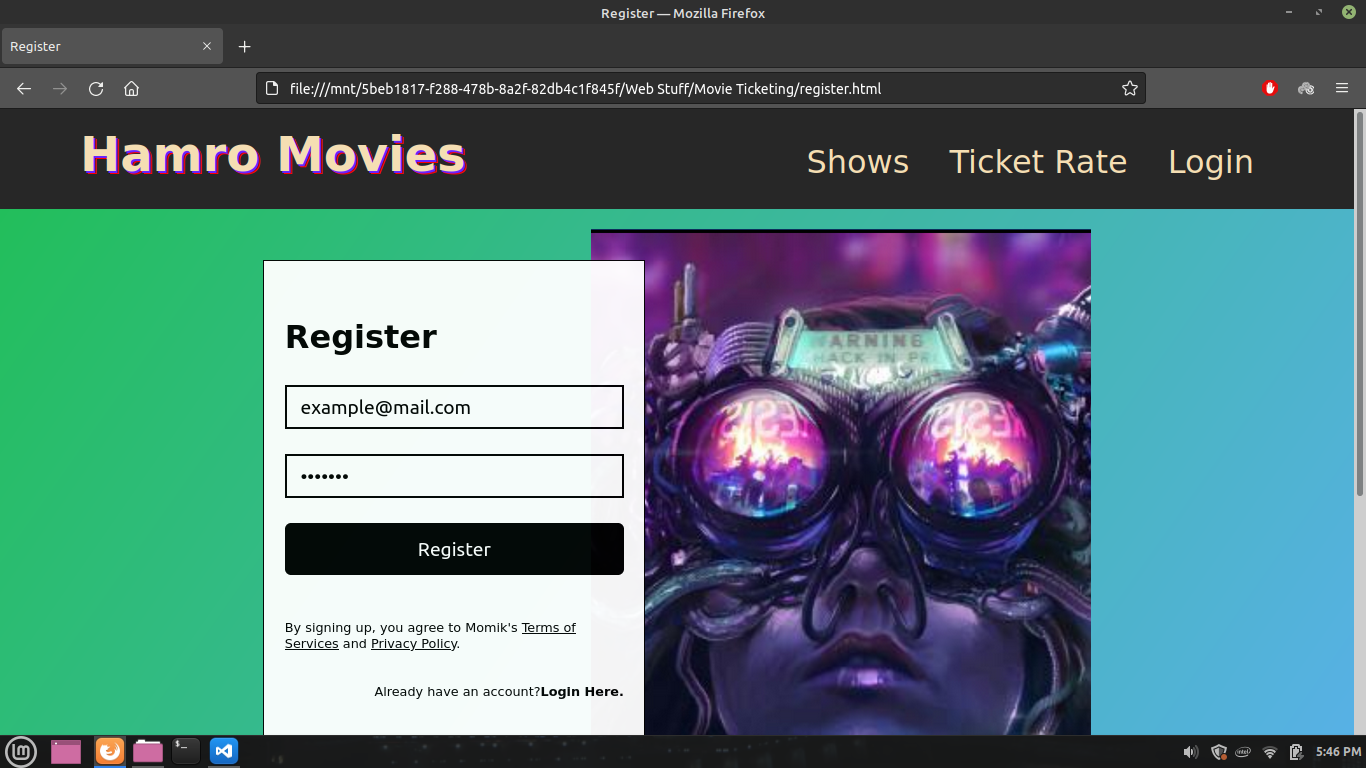 Register — Mozilla Firefox
Register
file:///mnt/5beb1817-f288-478b-8a2f-82db4c1f845f/Web Stuff/Movie Ticketing/register.html
Hamro Movies
Shows
Ticket Rate
Login
WARNING
HACK IN PR
Register
example@mail.com
•••••••
Register
By signing up, you agree to Momik's Terms of
Services and Privacy Policy.
Already have an account?Login Here.
$_
lm
intel
5:46 PM